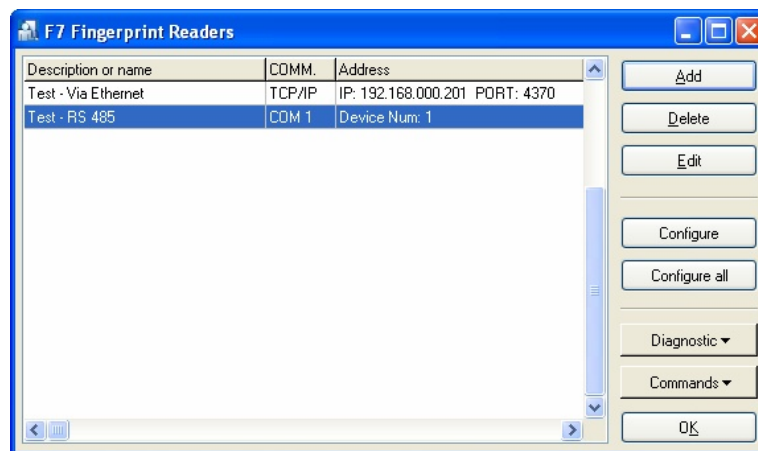 F7 Fingerprint Readers
Description or name COMM. Address
Test - Via Ethernet TCP/IP IP: 192.168.000.201 PORT: 4370
Test - RS 485 COM 1 Device Num: 1
Add
Delete
Edit
Configure
Configure all
Diagnostic
Commands
OK